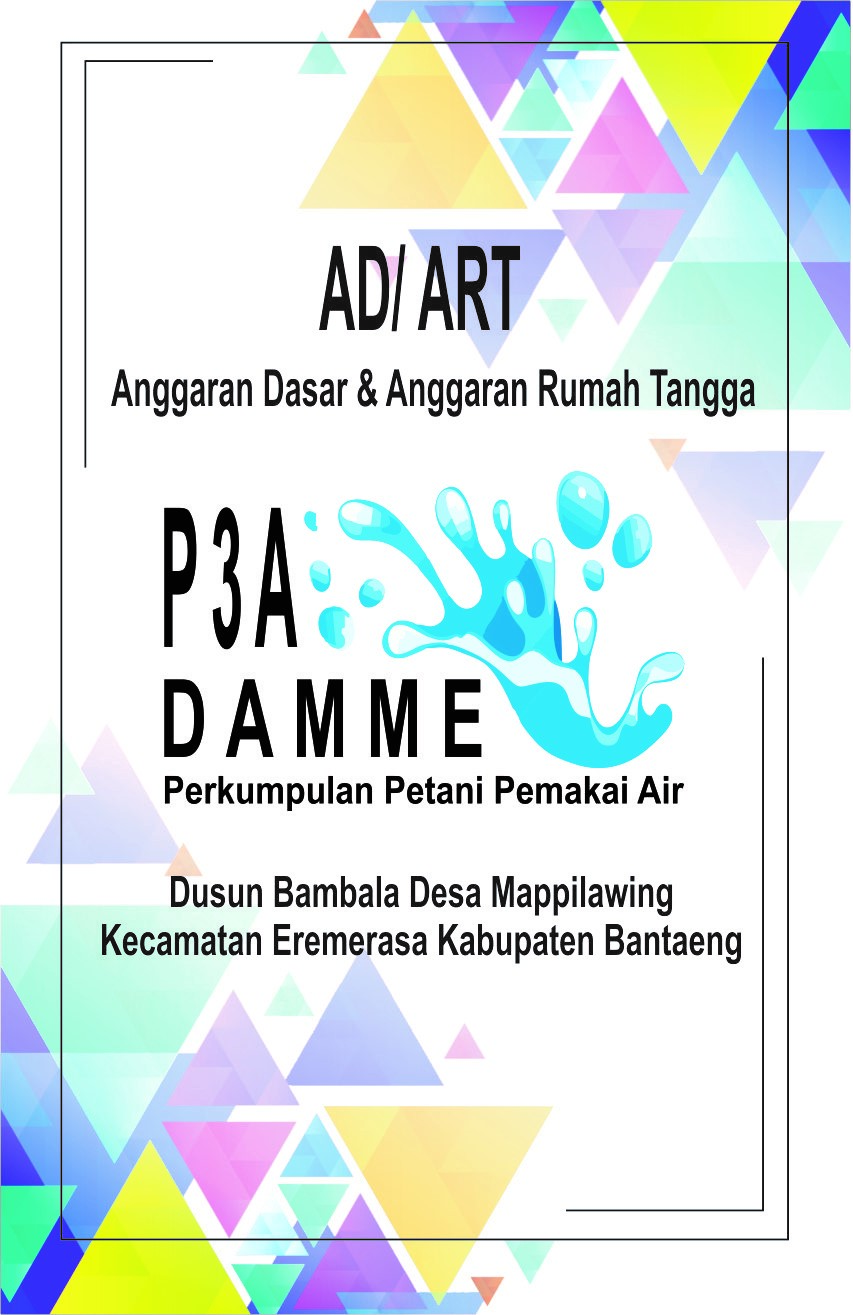 AD/ ART
Anggaran Dasar & Anggaran Rumah Tangga
P3A
DAMME
Perkumpulan Petani Pemakai Air
Dusun Bambala Desa Mappilawing
Kecamatan Eremerasa Kabupaten Bantaeng